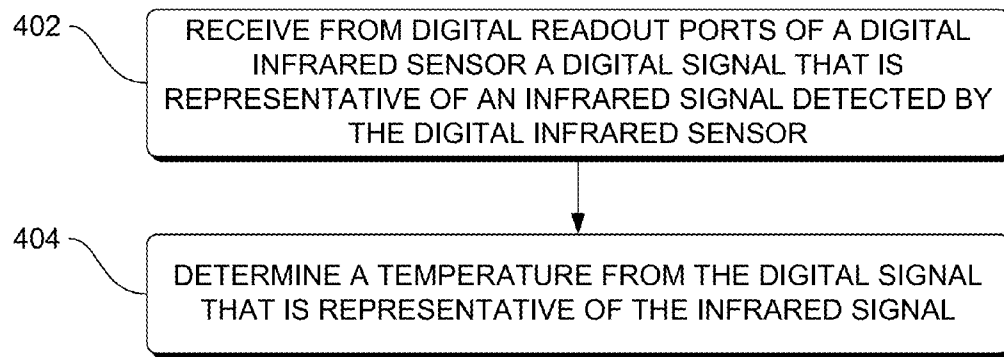 402
RECEIVE FROM DIGITAL READOUT PORTS OF A DIGITAL
INFRARED SENSOR A DIGITAL SIGNAL THAT IS
REPRESENTATIVE OF AN INFRARED SIGNAL DETECTED BY
THE DIGITAL INFRARED SENSOR
404
DETERMINE A TEMPERATURE FROM THE DIGITAL SIGNAL
THAT IS REPRESENTATIVE OF THE INFRARED SIGNAL